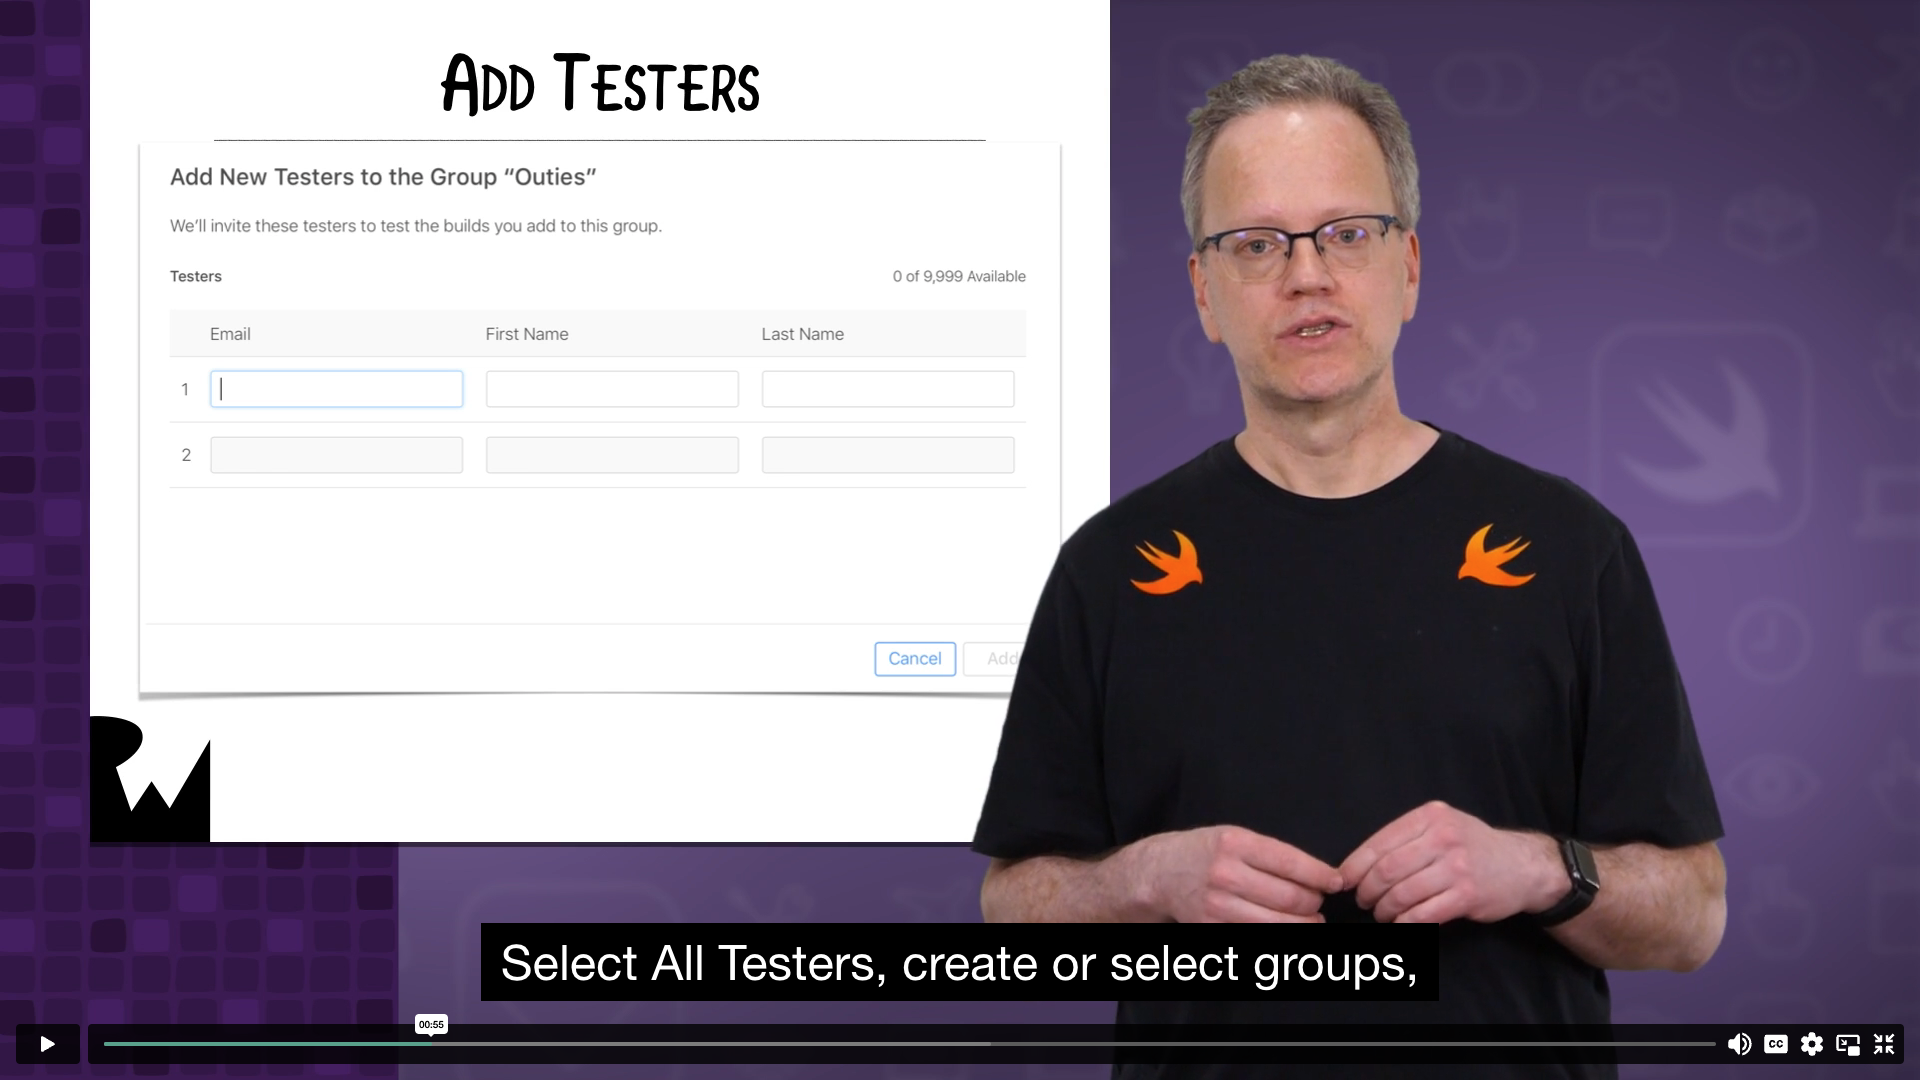 ADD TESTERS
Add New Testers to the Group “Outies”
We’ll invite these testers to test the builds you add to this group.
Testers 0 of 9,999 Available
Email First Name Last Name
1
2
Cancel Add
RW
Select All Testers, create or select groups,
00:55
CC